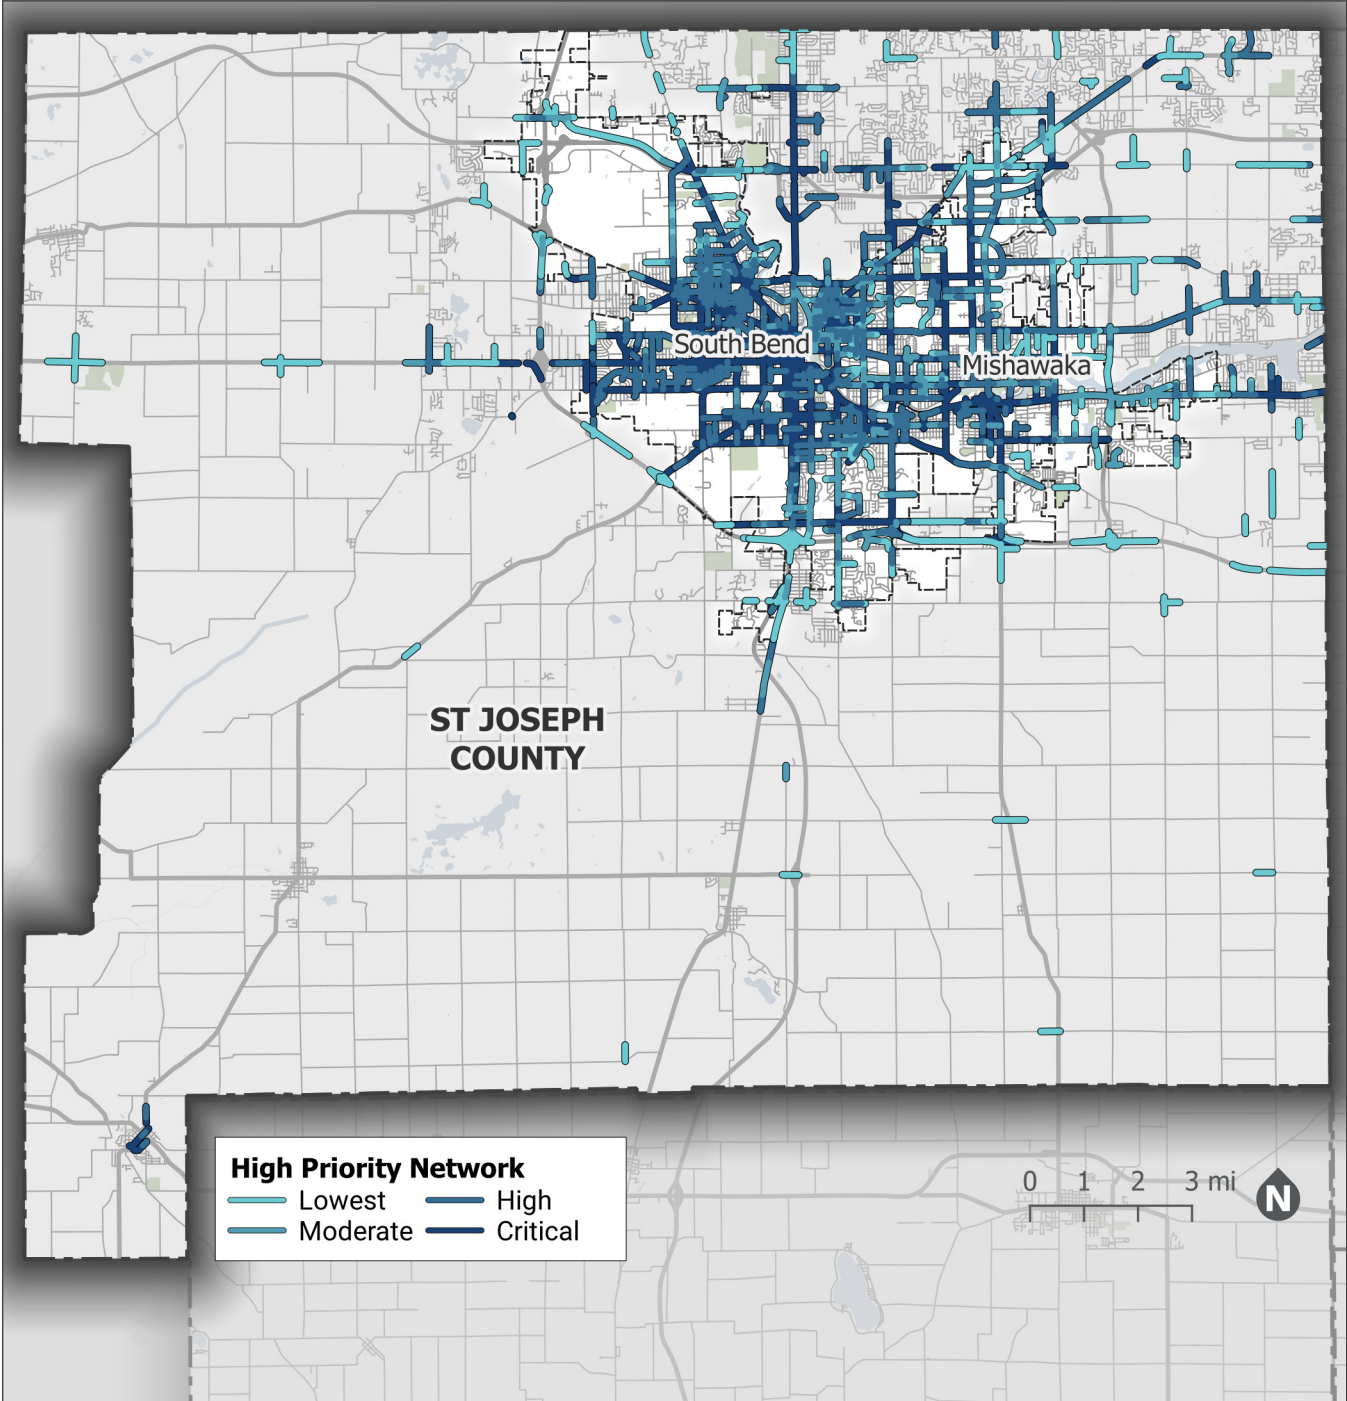 South Bend
Mishawaka
ST JOSEPH
COUNTY
High Priority Network
Lowest
High
Moderate
Critical
0 1 2 3 mi
N